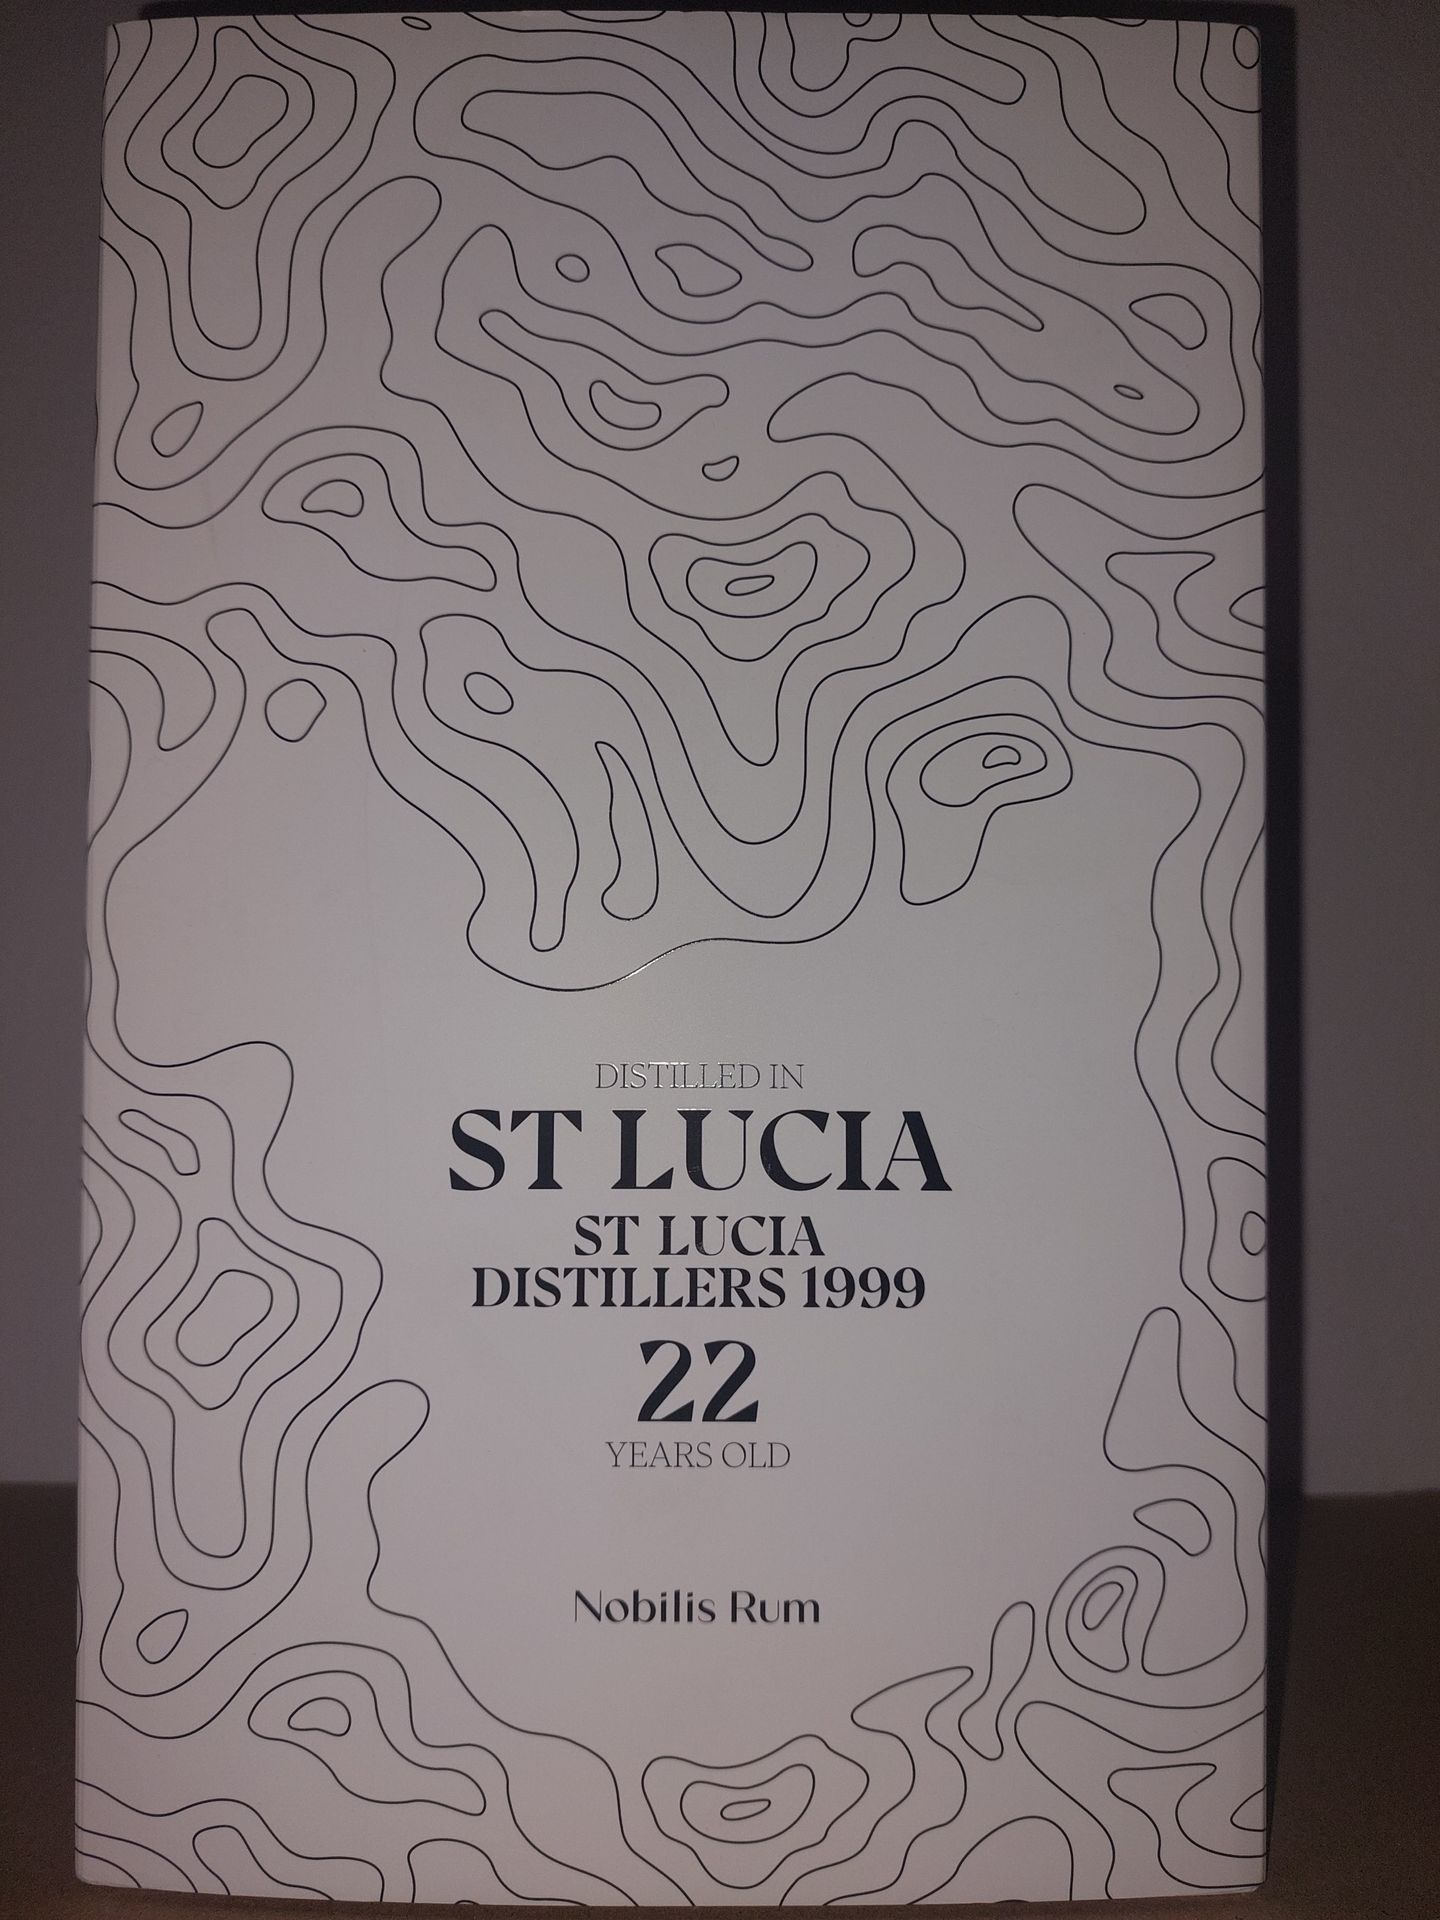 DISTILLED IN
ST LUCIA
ST LUCIA
DISTILLERS 1999
22
YEARS OLD
Nobilis Rum